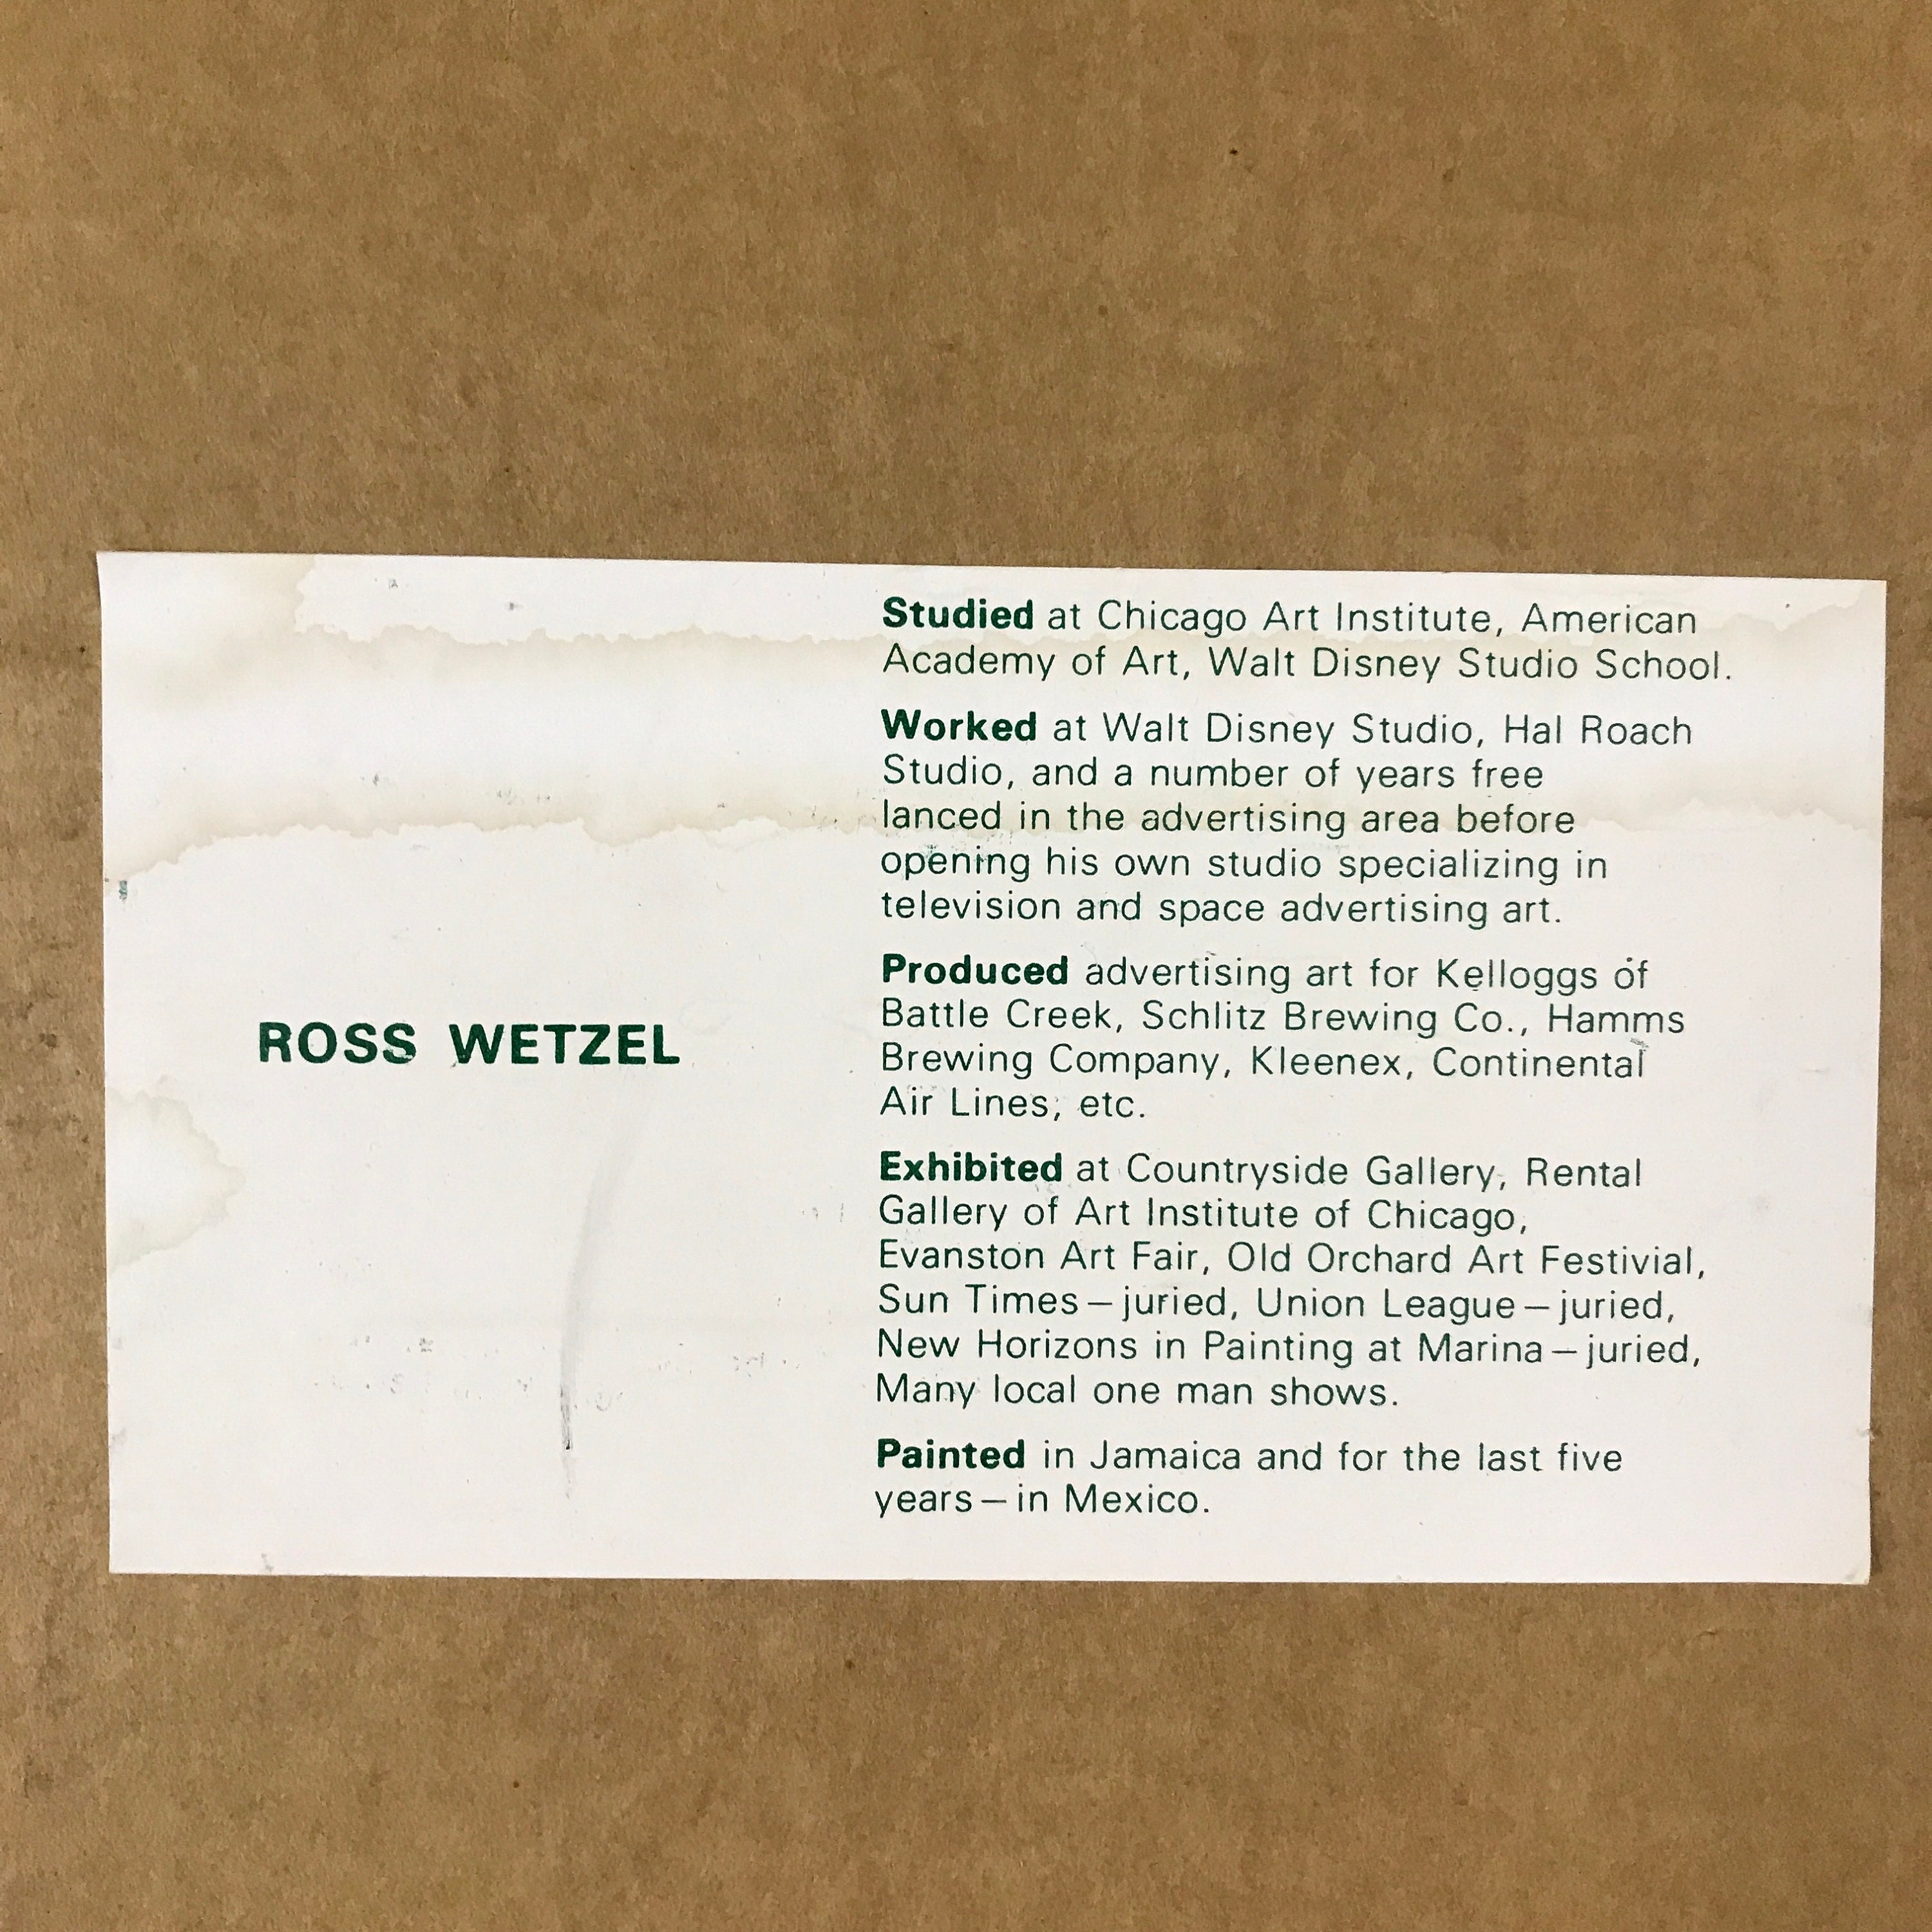 ROSS WETZEL
Studied at Chicago Art Institute, American
Academy of Art, Walt Disney Studio School.
Worked at Walt Disney Studio, Hal Roach
Studio, and a number of years free
lanced in the advertising area before
opening his own studio specializing in
television and space advertising art.
Produced advertising art for Kelloggs of
Battle Creek, Schlitz Brewing Co., Hamms
Brewing Company, Kleenex, Continental
Air Lines, etc.
Exhibited at Countryside Gallery, Rental
Gallery of Art Institute of Chicago,
Evanston Art Fair, Old Orchard Art Festivial,
Sun Times – juried, Union League – juried,
New Horizons in Painting at Marina – juried,
Many local one man shows.
Painted in Jamaica and for the last five
years – in Mexico.